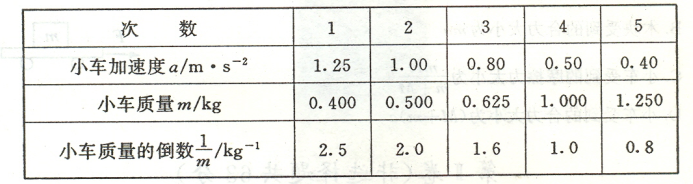 次 数 1 2 3 4 5
小车加速度a/m·s⁻² 1.25 1.00 0.80 0.50 0.40
小车质量m/kg 0.400 0.500 0.625 1.000 1.250
小车质量的倒数1/m/kg⁻¹ 2.5 2.0 1.6 1.0 0.8